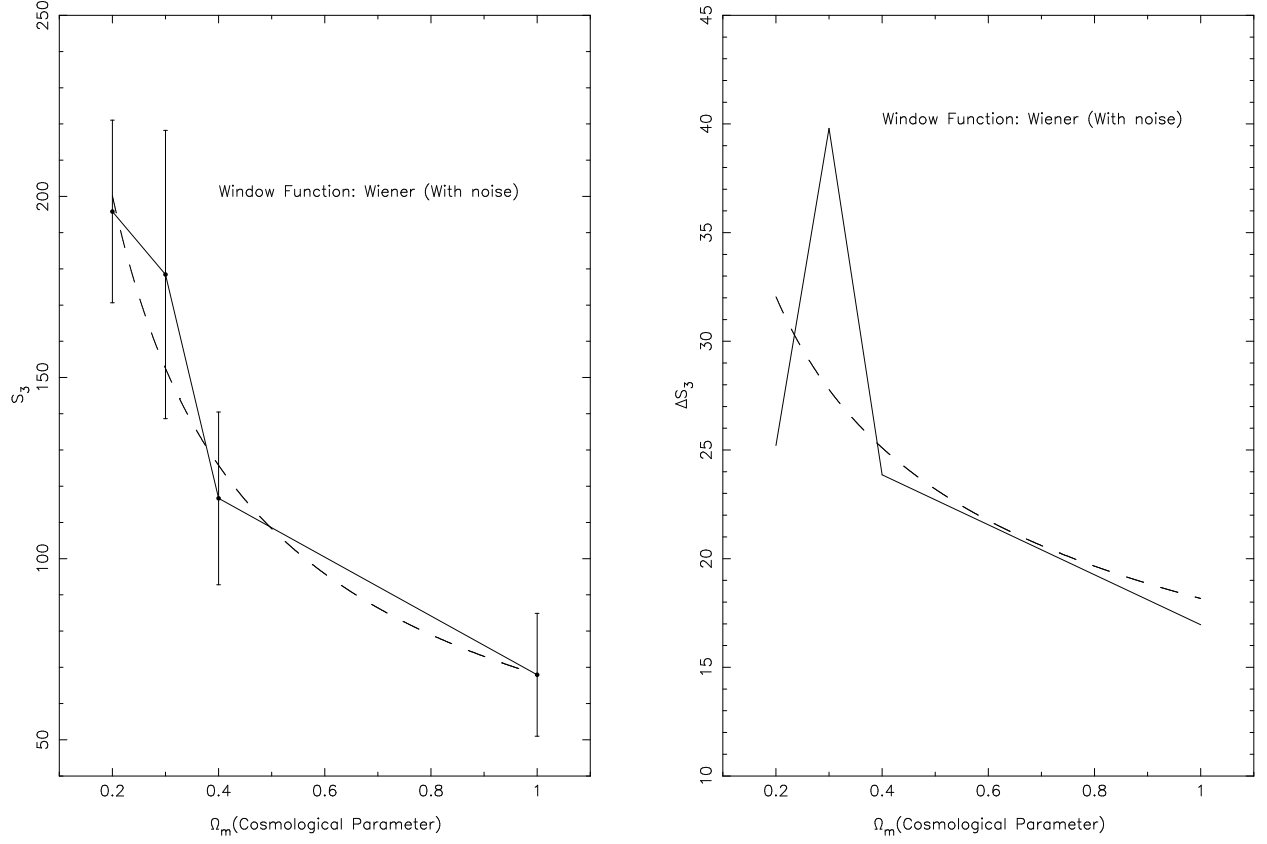 250
200
150
100
50
S₃
Window Function: Wiener (With noise)
0.2 0.4 0.6 0.8 1
Ωₘ(Cosmological Parameter)
45
40
35
30
25
20
15
10
ΔS₃
Window Function: Wiener (With noise)
0.2 0.4 0.6 0.8 1
Ωₘ(Cosmological Parameter)